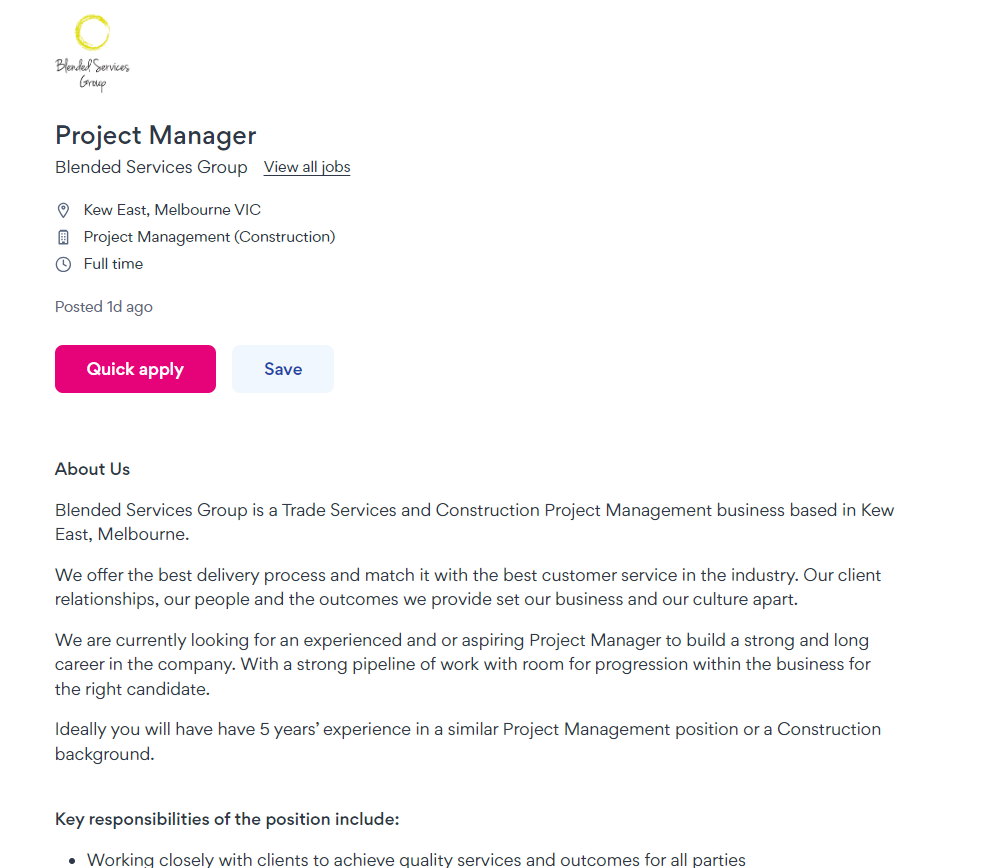 Blended Services
Group
Project Manager
Blended Services Group View all jobs
Kew East, Melbourne VIC
Project Management (Construction)
Full time
Posted 1d ago
Quick apply Save
About Us
Blended Services Group is a Trade Services and Construction Project Management business based in Kew
East, Melbourne.
We offer the best delivery process and match it with the best customer service in the industry. Our client
relationships, our people and the outcomes we provide set our business and our culture apart.
We are currently looking for an experienced and or aspiring Project Manager to build a strong and long
career in the company. With a strong pipeline of work with room for progression within the business for
the right candidate.
Ideally you will have have 5 years’ experience in a similar Project Management position or a Construction
background.
Key responsibilities of the position include:
• Working closely with clients to achieve quality services and outcomes for all parties